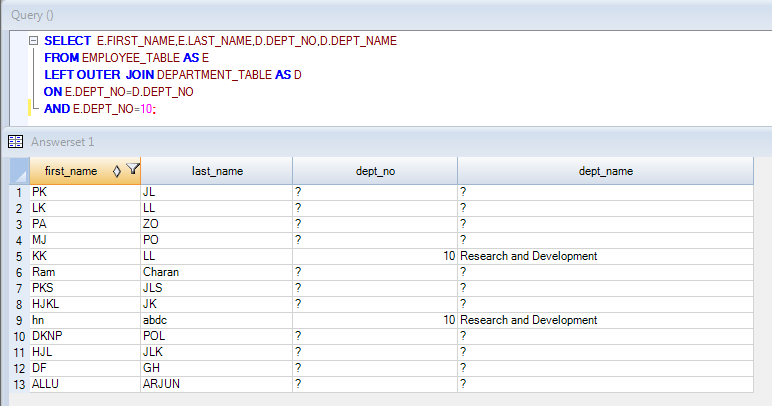 Query ()
SELECT E.FIRST_NAME,E.LAST_NAME,D.DEPT_NO,D.DEPT_NAME
FROM EMPLOYEE_TABLE AS E
LEFT OUTER JOIN DEPARTMENT_TABLE AS D
ON E.DEPT_NO=D.DEPT_NO
AND E.DEPT_NO=10;
Answerset 1
first_name last_name dept_no dept_name
1 PK JL ? ?
2 LK LL ? ?
3 PA ZO ? ?
4 MJ PO ? ?
5 KK LL 10 Research and Development
6 Ram Charan ? ?
7 PKS JLS ? ?
8 HJKL JK ? ?
9 hn abdc 10 Research and Development
10 DKNP POL ? ?
11 HJL JLK ? ?
12 DF GH ? ?
13 ALLU ARJUN ? ?